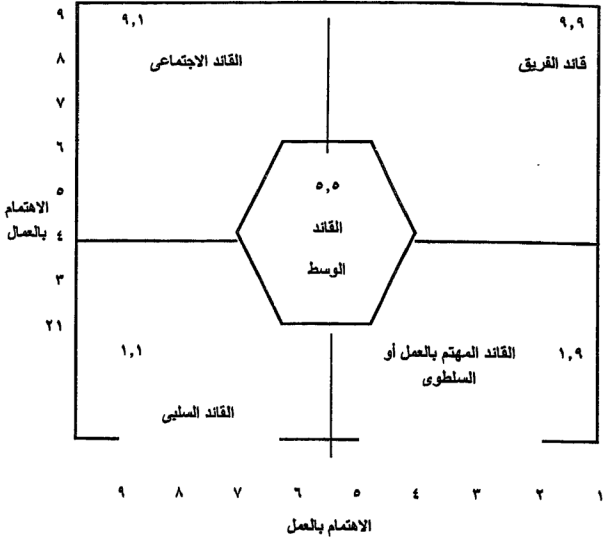 ٩
٨
٧
٦
٥
الاهتمام
٤ بالعمال
٣
٢١
٩,١
القائد الاجتماعى
٩,٩
قائد الفريق
٥,٥
القائد
الوسط
١,١
القائد السلبى
١,٩
القائد المهتم بالعمل أو
السلطوى
٩ ٨ ٧ ٦ ٥ ٤ ٣ ٢ ١
الاهتمام بالعمل